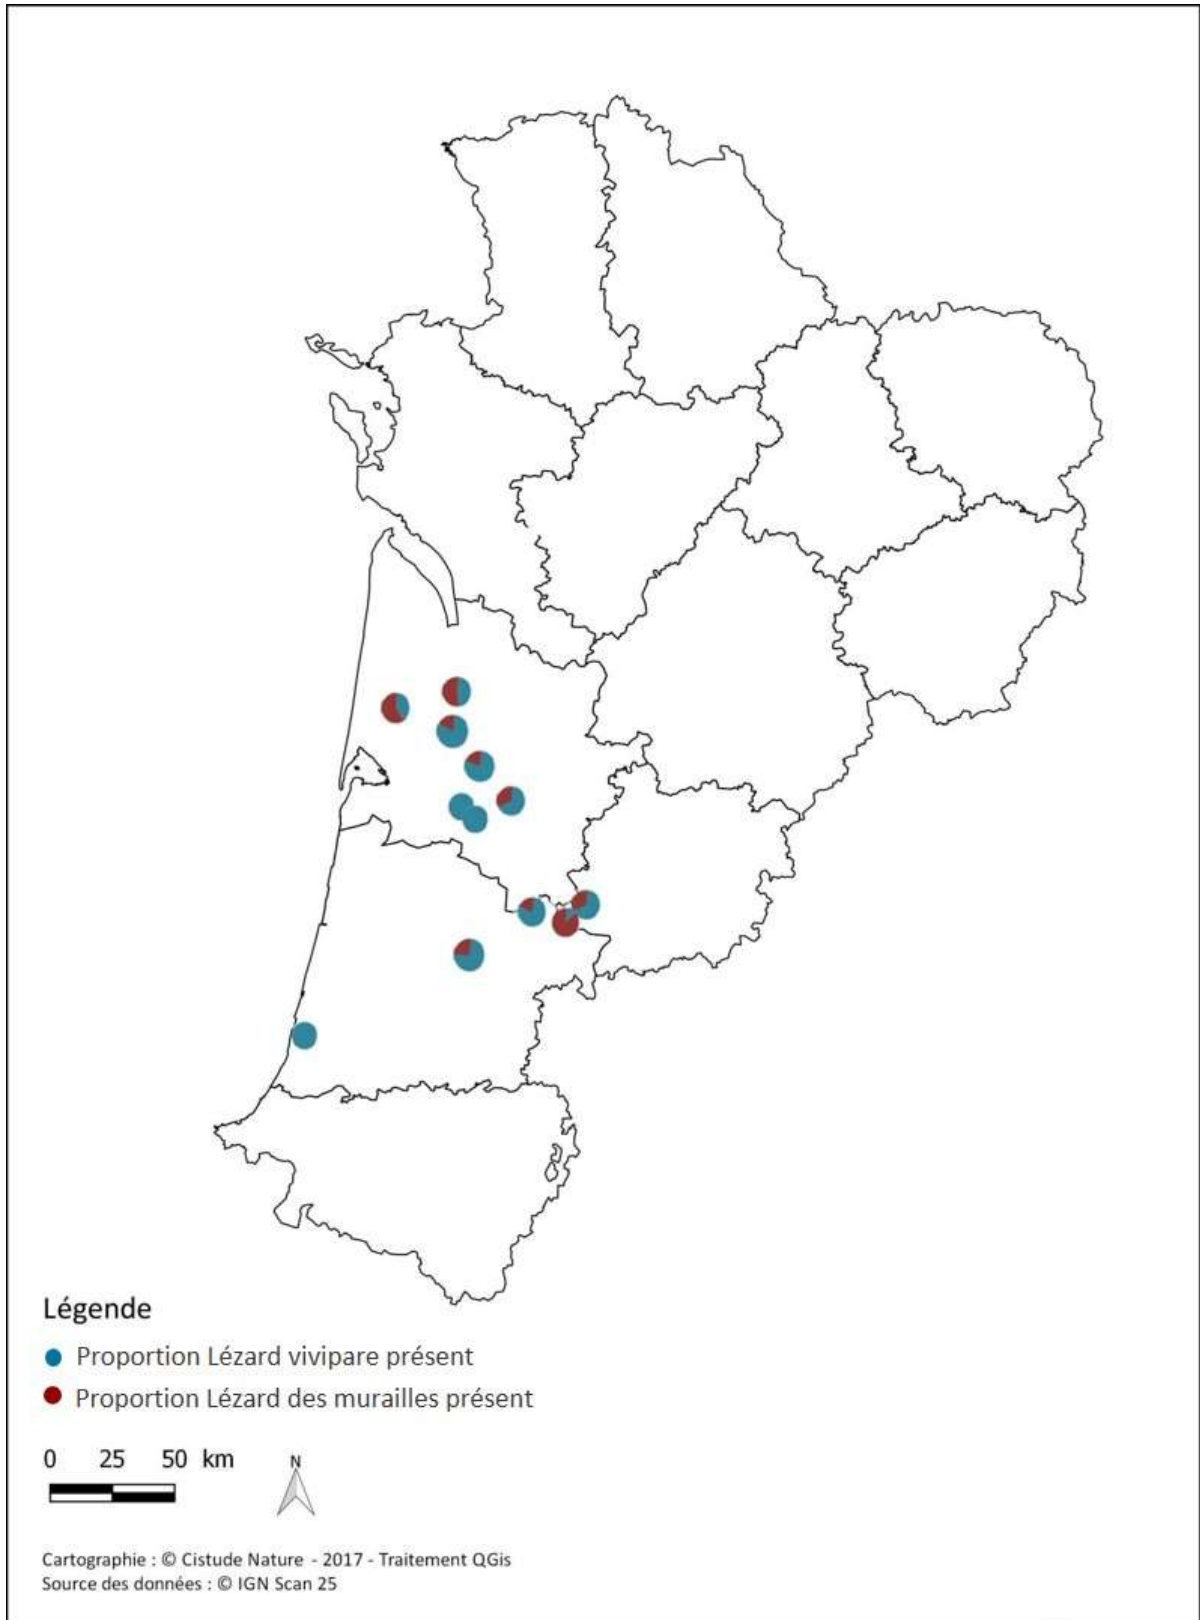 Légende
Proportion Lézard vivipare présent
Proportion Lézard des murailles présent
0 25 50 km
N
Cartographie : © Cistude Nature - 2017 - Traitement QGis
Source des données : © IGN Scan 25